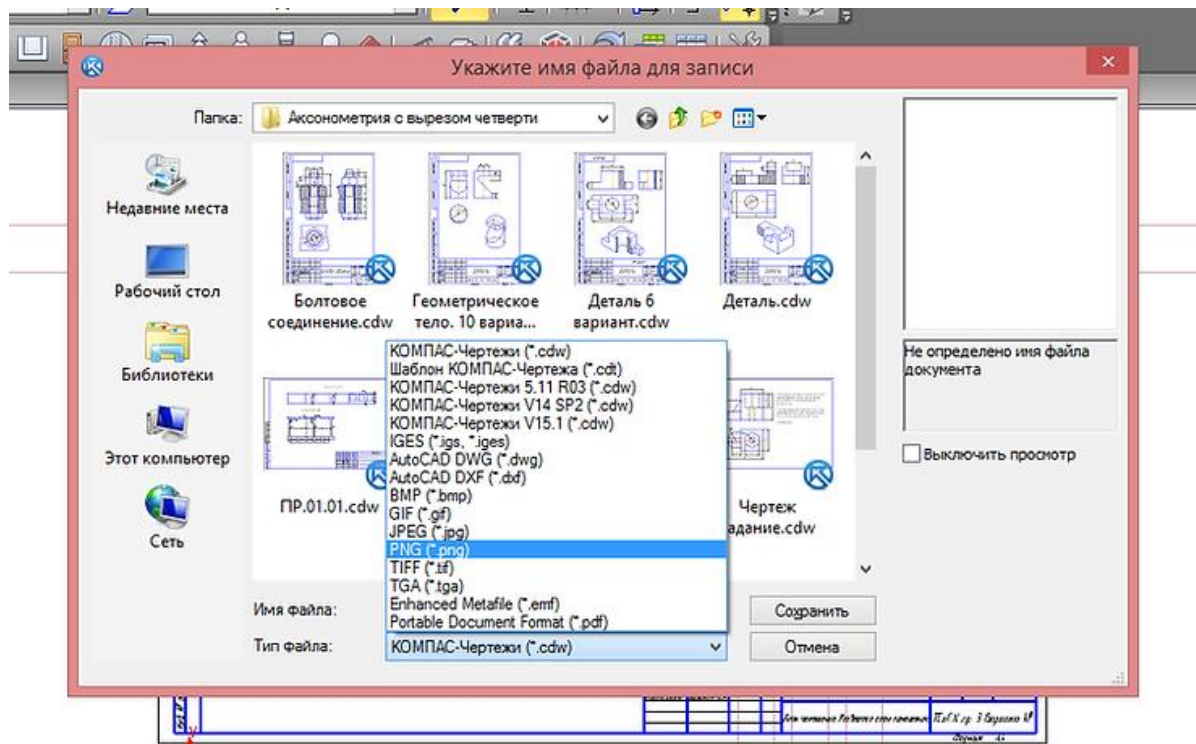 Укажите имя файла для записи
Папка:
Аксонометрия с вырезом четверти
Недавние места
Рабочий стол
Библиотеки
Этот компьютер
Сеть
Болтовое
соединение.cdw
Геометрическое
тело. 10 вариа...
Деталь 6
вариант.cdw
Деталь.cdw
ПР.01.01.cdw
Чертеж
адание.cdw
КОМПАС-Чертежи (*.cdw)
Шаблон КОМПАС-Чертежа (*.cdt)
КОМПАС-Чертежи 5.11 R03 (*.cdw)
КОМПАС-Чертежи V14 SP2 (*.cdw)
КОМПАС-Чертежи V15.1 (*.cdw)
IGES (*.igs, *.iges)
AutoCAD DWG (*.dwg)
AutoCAD DXF (*.dxf)
BMP (*.bmp)
GIF (*.gif)
JPEG (*.jpg)
PNG (*.png)
TIFF (*.tif)
TGA (*.tga)
Enhanced Metafile (*.emf)
Portable Document Format (*.pdf)
Имя файла:
Сохранить
Тип файла:
КОМПАС-Чертежи (*.cdw)
Отмена
Не определено имя файла
документа
Выключить просмотр